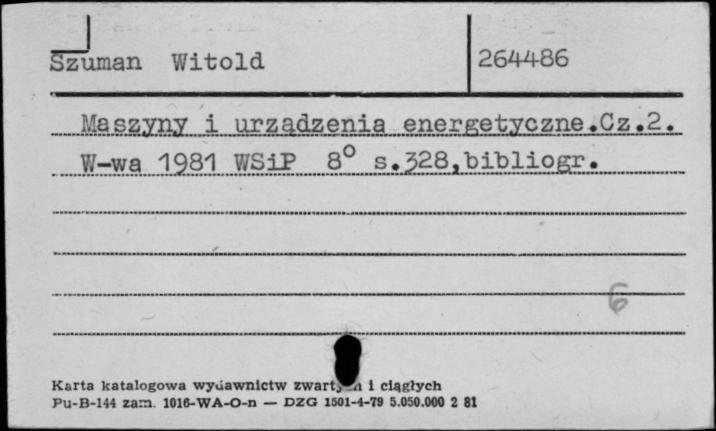 Szuman Witold 264486
Maszyny i urządzenia energetyczne.Cz.2.
W-wa 1981 WSiP 8° s.328,bibliogr.
6
Karta katalogowa wydawnictw i ciągłych
Pu-B-144 zam. 1016-WA-O-n — DZG 1501-4-79 5.050.000 2 81